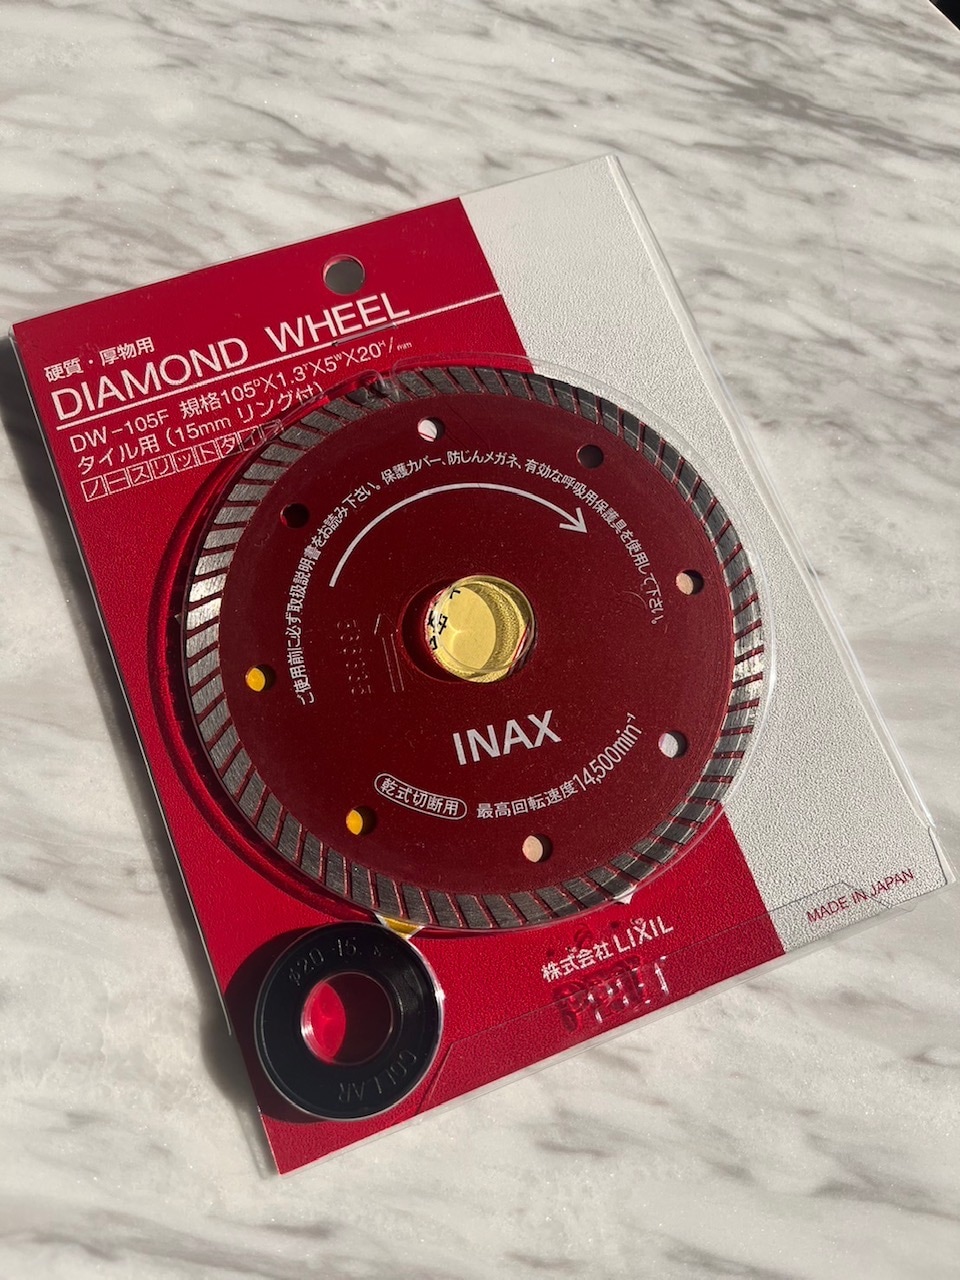 硬質・厚物用
DIAMOND WHEEL
DW-105F 規格105ᴰX1.3ᵀX5ᵂX20ᴴ/mm
タイル用(15mm リング付)
ノースリットタイプ
ご使用前に必ず取扱説明書をお読み下さい。保護カバー、防じんメガネ、有効な呼吸用保護具を使用して下さい。
INAX
乾式切断用 最高回転速度14,500min⁻¹
MADE IN JAPAN
株式会社 LIXIL
COLLAR